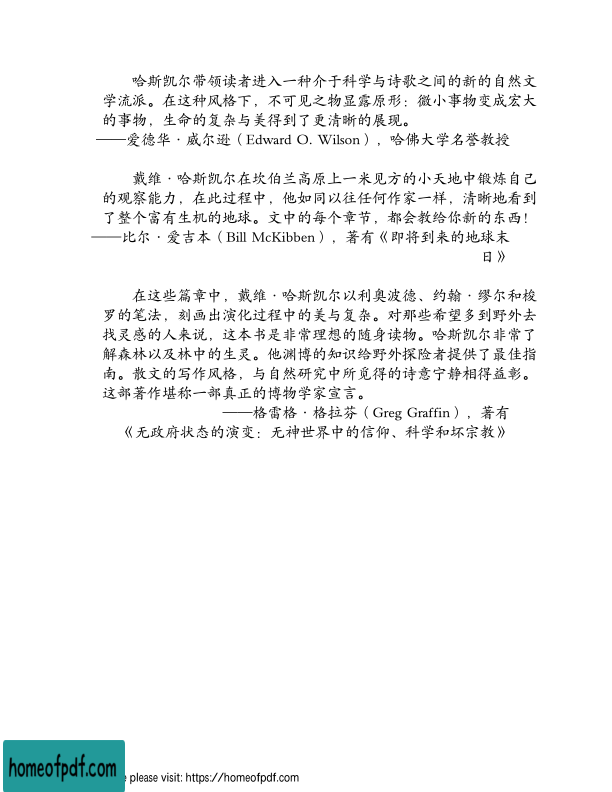 哈斯凯尔带领读者进入一种介于科学与诗歌之间的新的自然文
学流派。在这种风格下，不可见之物显露原形；微小事物变成宏大
的事物，生命的复杂与美得到了更清晰的展现。
——爱德华·威尔逊（Edward O. Wilson），哈佛大学名誉教授
戴维·哈斯凯尔在坎伯兰高原上一米见方的小天地中锻炼自己
的观察能力，在此过程中，他如同以往任何作家一样，清晰地看到
了整个富有生机的地球。文中的每个章节，都会教给你新的东西！
——比尔·爱吉本（Bill McKibben），著有《即将到来的地球末
日》
在这些篇章中，戴维·哈斯凯尔以利奥波德、约翰·缪尔和梭
罗的笔法，刻画出演化过程中的美与复杂。对那些希望多到野外去
找灵感的人来说，这本书是非常理想的随身读物。哈斯凯尔非常了
解森林以及林中的生灵。他渊博的知识给野外探险者提供了最佳指
南。散文的写作风格，与自然研究中所觅得的诗意宁静相得益彰。
这部著作堪称一部真正的博物学家宣言。
——格雷格·格拉芬（Greg Graffin），著有
《无政府状态的演变：无神世界中的信仰、科学和坏宗教》
homeofpdf.com
please visit: https://homeofpdf.com